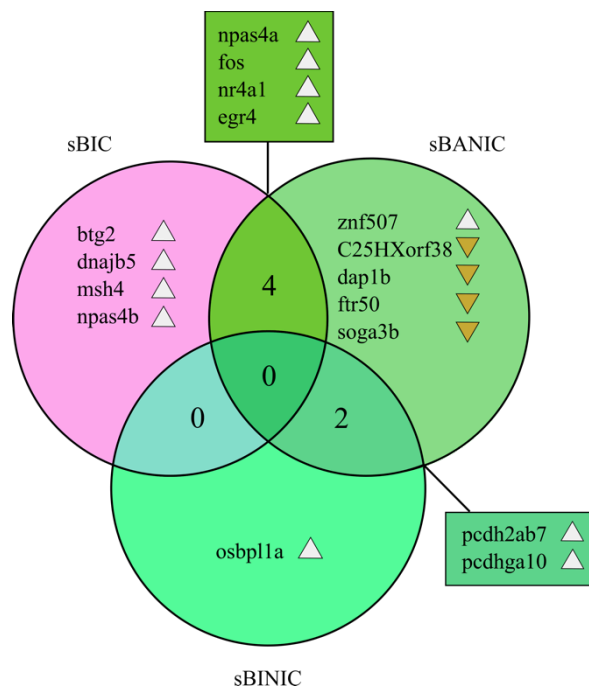 npas4a
fos
nr4a1
egr4
sBIC
sBANIC
btg2
dnajb5
msh4
npas4b
znf507
C25HXorf38
dap1b
ftr50
soga3b
4
0
0
2
osbpl1a
pcdh2ab7
pcdhga10
sBINIC